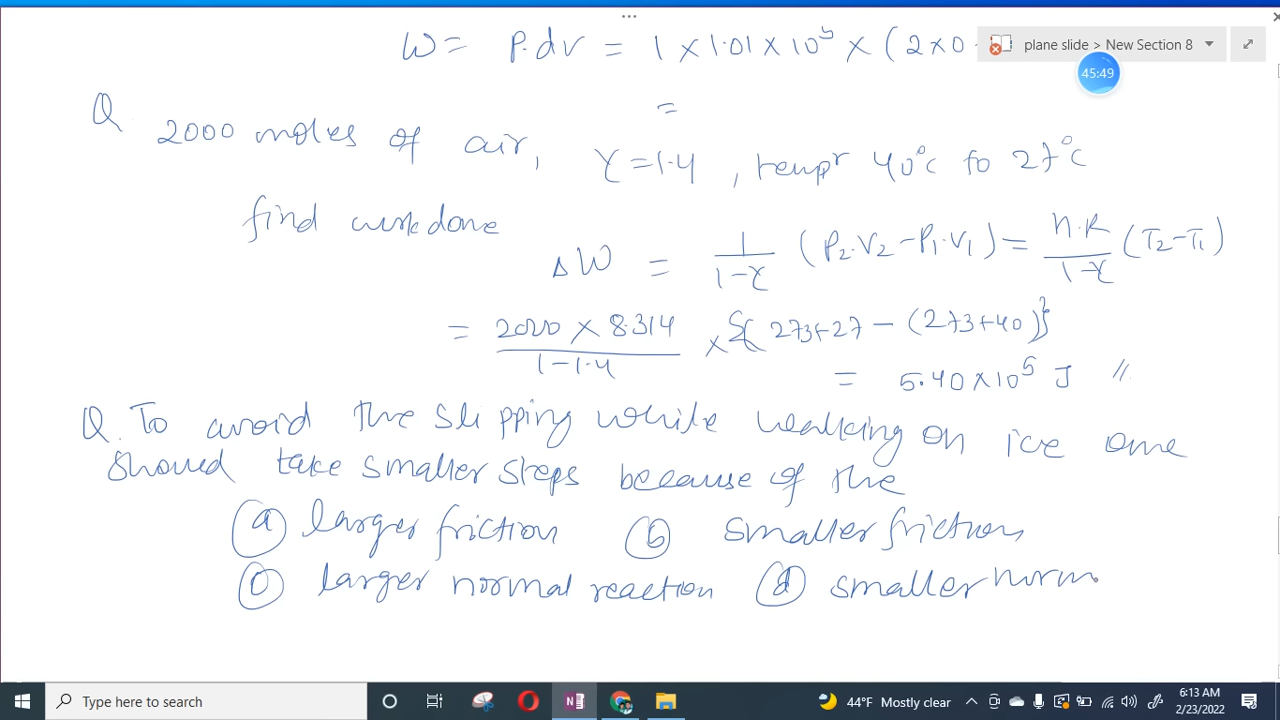 ...
plane slide > New Section 8
45:49
W = P.dv = 1 × 1.01 × 10⁵ × (2×0
=
Q 2000 moles of air, γ = 1.4, tempr 40°C to 27°C
find workdone
ΔW = 1/(1-γ) (P₂.V₂ - P₁.V₁) = n.R/(1-γ) (T₂-T₁)
= 2000 × 8.314/(1-1.4) × {(273+27 - (273+40)}
= 5.40×10⁵ J //
Q. To avoid the slipping while walking on ice one
should take smaller steps because of the
(a) larger friction (b) smaller friction
(c) larger normal reaction (d) smaller norm
Type here to search
44°F Mostly clear
6:13 AM
2/23/2022